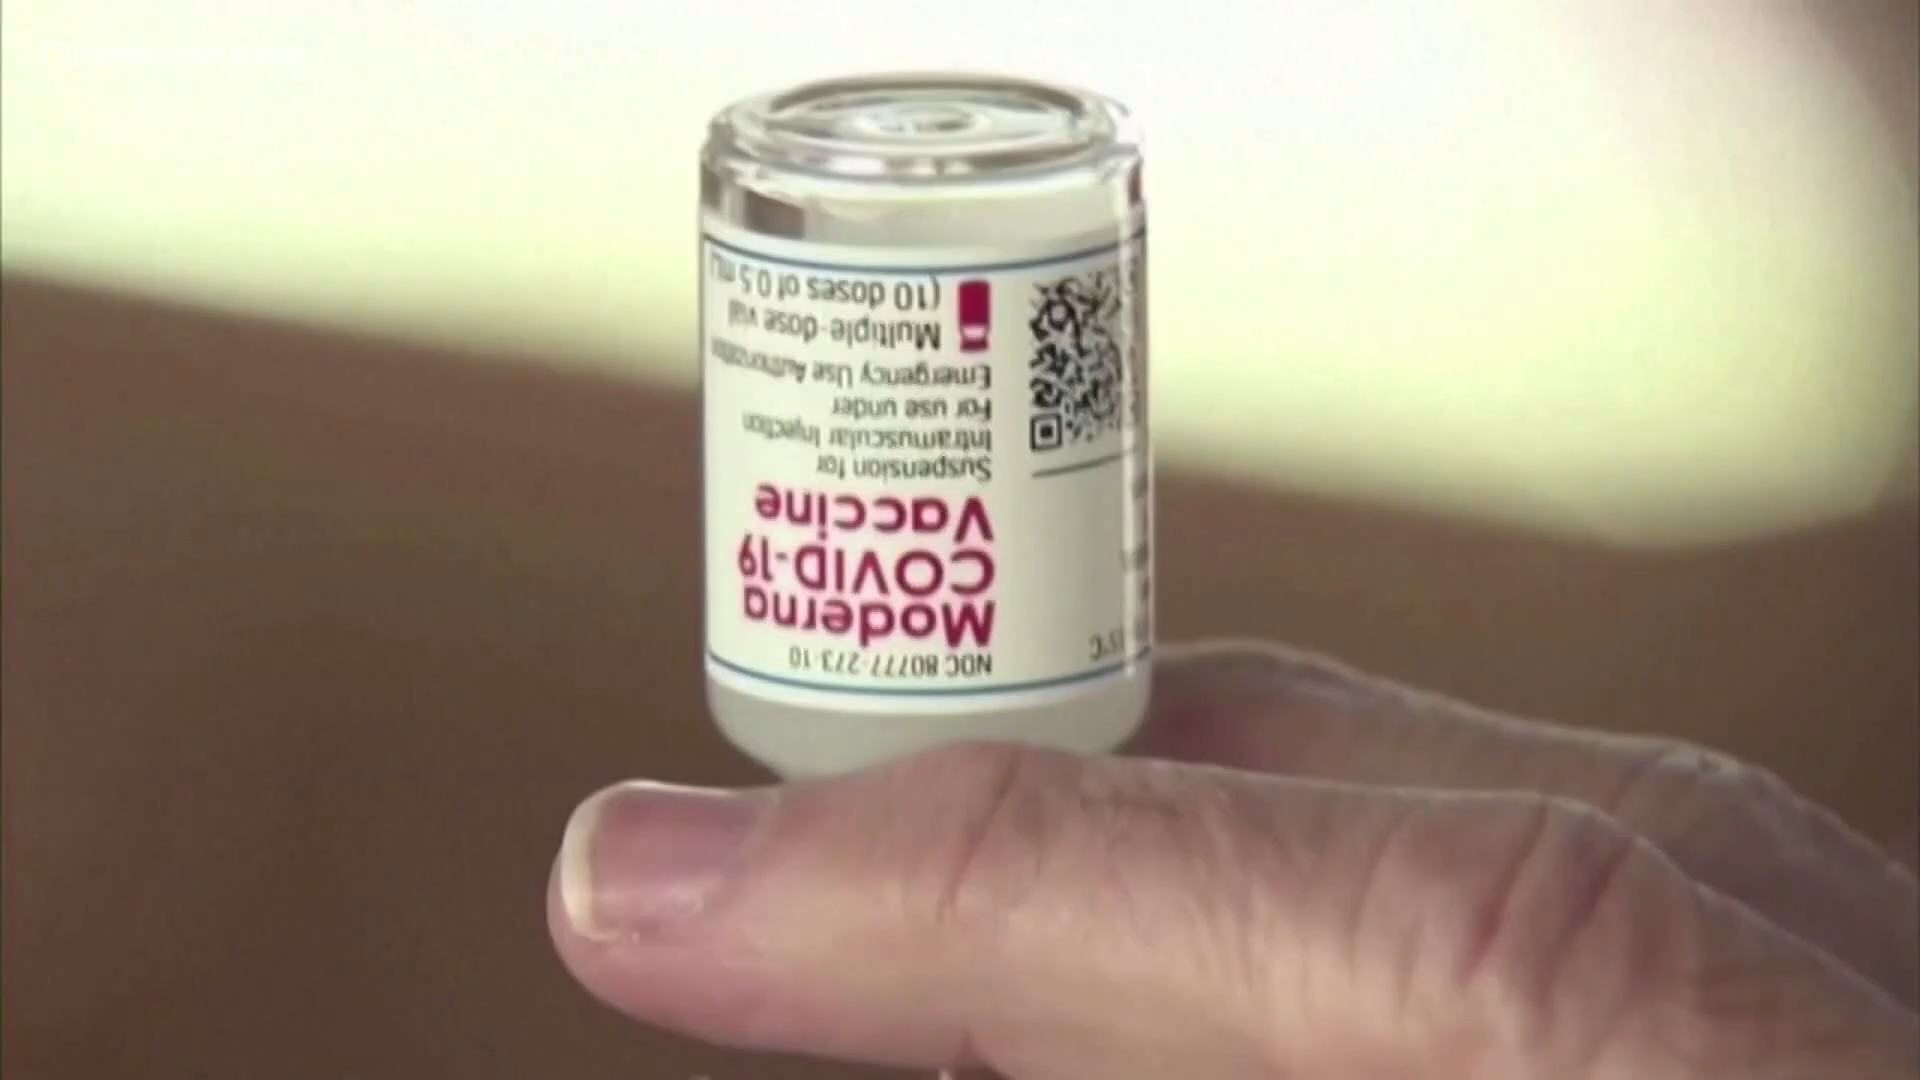 NDC 80777-273-10
Moderna
COVID-19
Vaccine
Suspension for
Intramuscular Injection
For use under
Emergency Use Authorization
Multiple-dose vial
(10 doses of 0.5 mL)